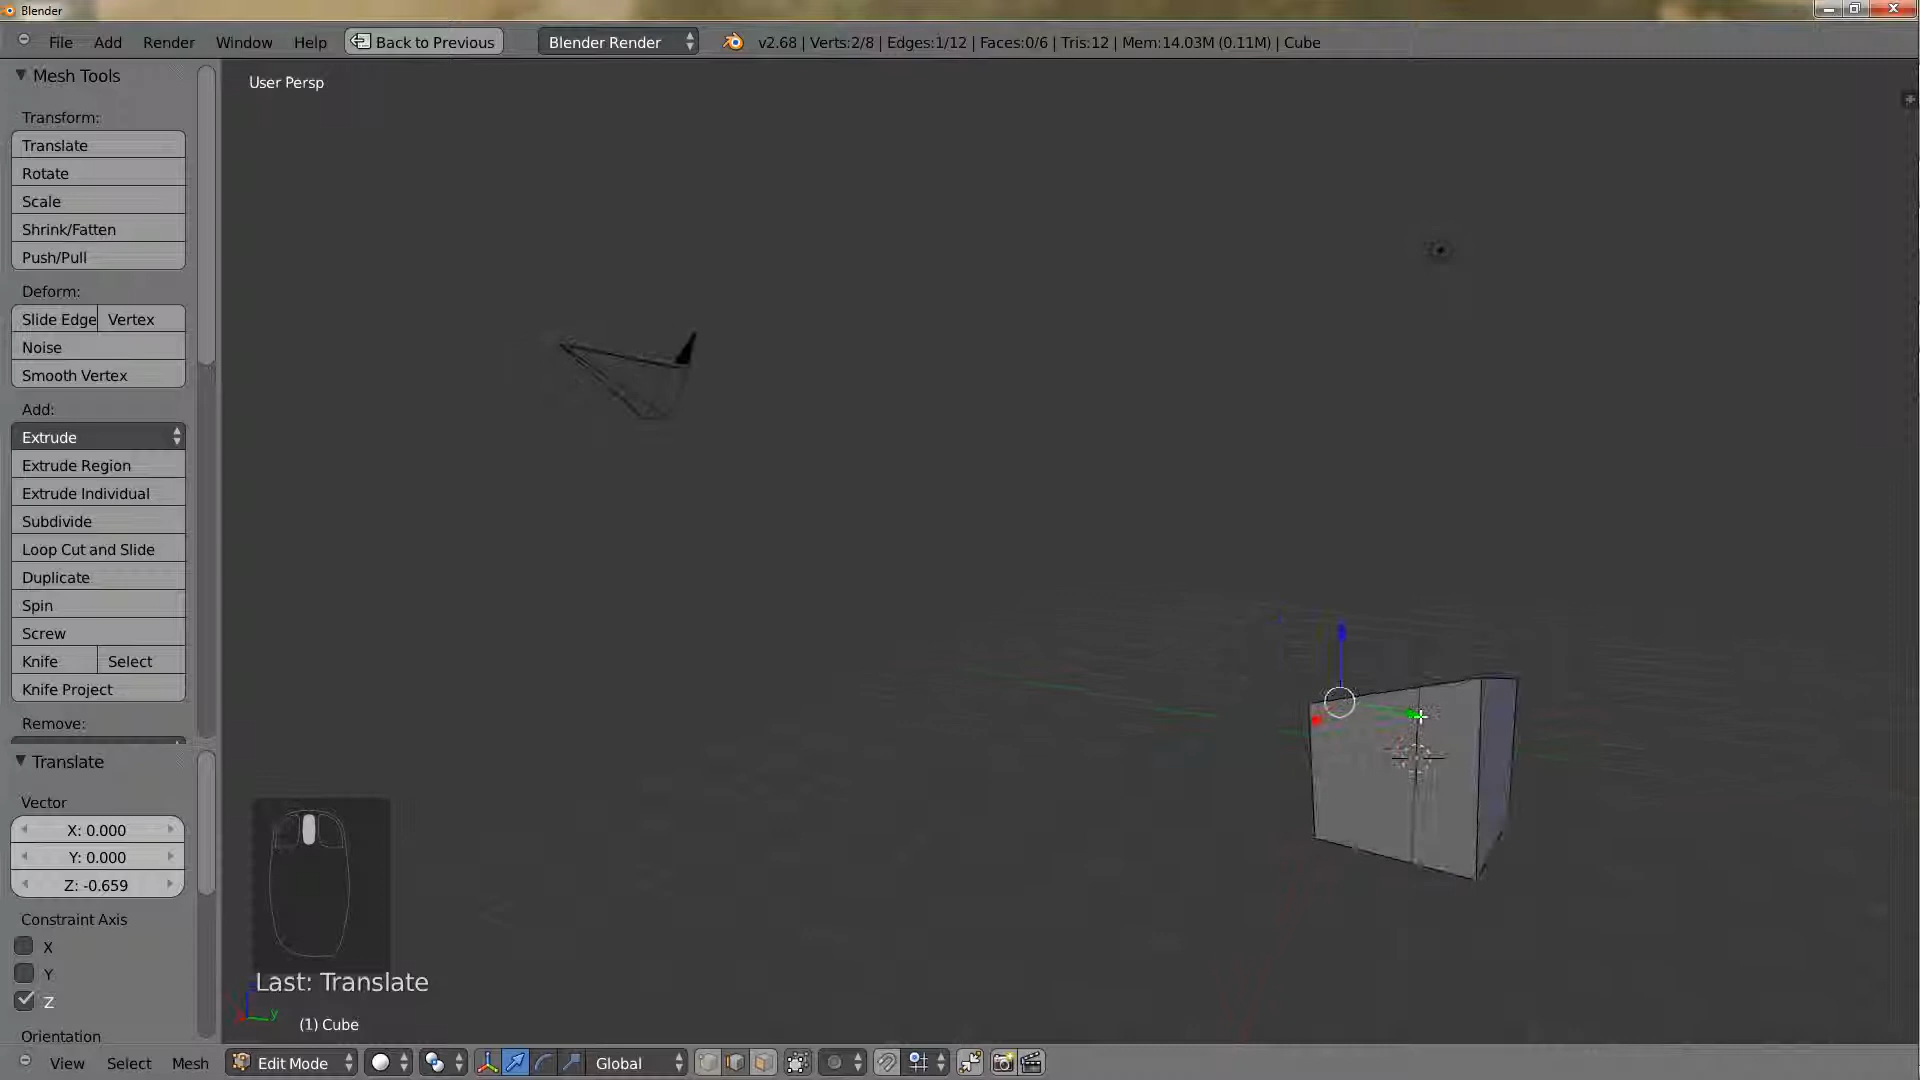 Blender
File Add Render Window Help Back to Previous Blender Render v2.68 | Verts:2/8 | Edges:1/12 | Faces:0/6 | Tris:12 | Mem:14.03M (0.11M) | Cube
Mesh Tools
User Persp
Transform:
Translate
Rotate
Scale
Shrink/Fatten
Push/Pull
Deform:
Slide Edge Vertex
Noise
Smooth Vertex
Add:
Extrude
Extrude Region
Extrude Individual
Subdivide
Loop Cut and Slide
Duplicate
Spin
Screw
Knife Select
Knife Project
Remove:
Translate
Vector
X: 0.000
Y: 0.000
Z: -0.659
Constraint Axis
X
Y
Z
Orientation
Last: Translate
y
(1) Cube
View Select Mesh Edit Mode Global